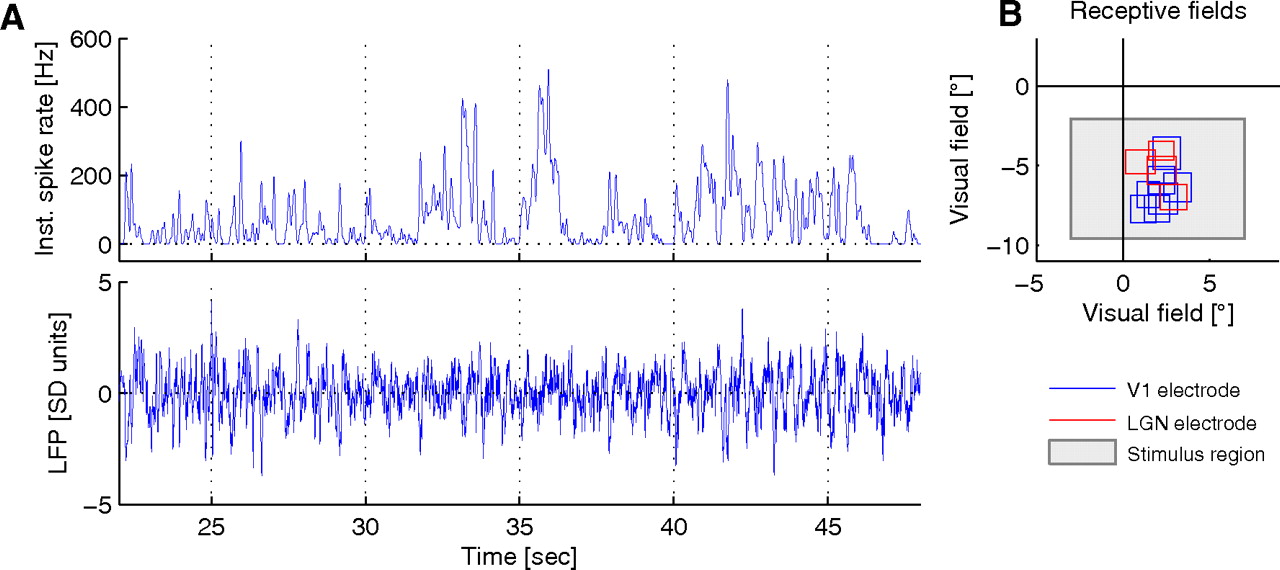 A
Inst. spike rate [Hz]
600
400
200
0
LFP [SD units]
5
0
−5
25
30
35
40
45
Time [sec]
B
Receptive fields
Visual field [°]
0
−5
−10
−5
0
5
Visual field [°]
V1 electrode
LGN electrode
Stimulus region